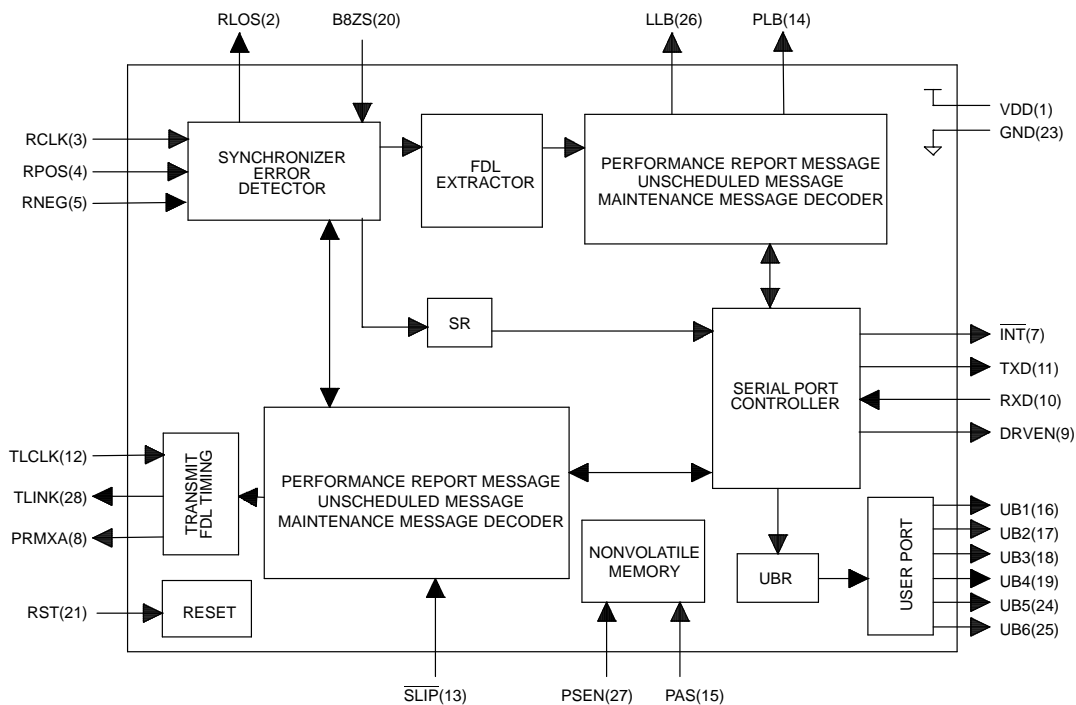 RLOS(2)
B8ZS(20)
LLB(26)
PLB(14)
VDD(1)
GND(23)
RCLK(3)
RPOS(4)
RNEG(5)
SYNCHRONIZER
ERROR
DETECTOR
FDL
EXTRACTOR
PERFORMANCE REPORT MESSAGE
UNSCHEDULED MESSAGE
MAINTENANCE MESSAGE DECODER
SR
SERIAL PORT
CONTROLLER
INT(7)
TXD(11)
RXD(10)
DRVEN(9)
TLCLK(12)
TLINK(28)
PRMXA(8)
TRANSMIT
FDL TIMING
PERFORMANCE REPORT MESSAGE
UNSCHEDULED MESSAGE
MAINTENANCE MESSAGE DECODER
NONVOLATILE
MEMORY
UBR
USER PORT
UB1(16)
UB2(17)
UB3(18)
UB4(19)
UB5(24)
UB6(25)
RST(21)
RESET
SLIP(13)
PSEN(27)
PAS(15)